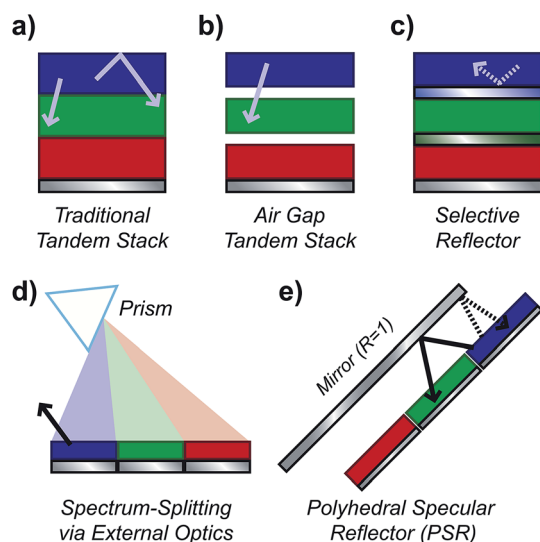 a)
b)
c)
Traditional
Tandem Stack
Air Gap
Tandem Stack
Selective
Reflector
d)
Prism
e)
Mirror (R=1)
Spectrum-Splitting
via External Optics
Polyhedral Specular
Reflector (PSR)